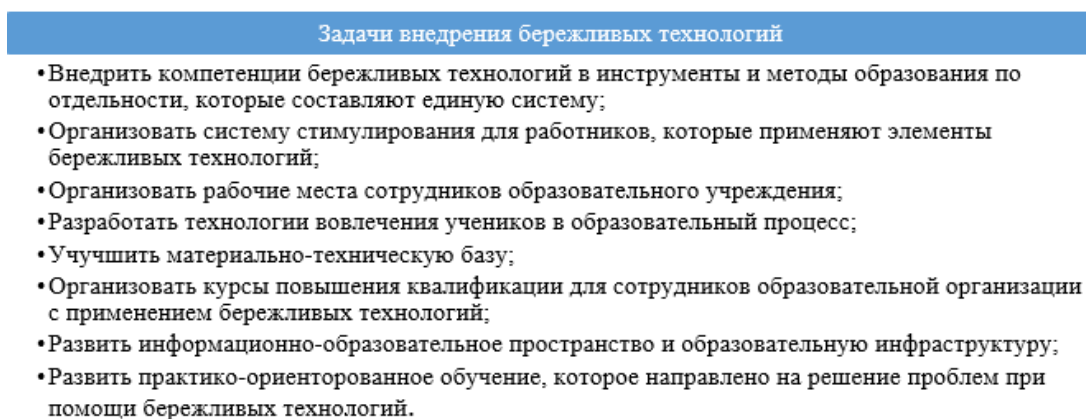 Задачи внедрения бережливых технологий
•Внедрить компетенции бережливых технологий в инструменты и методы образования по
отдельности, которые составляют единую систему;
•Организовать систему стимулирования для работников, которые применяют элементы
бережливых технологий;
•Организовать рабочие места сотрудников образовательного учреждения;
•Разработать технологии вовлечения учеников в образовательный процесс;
•Учучшить материально-техническую базу;
•Организовать курсы повышения квалификации для сотрудников образовательной организации
с применением бережливых технологий;
•Развить информационно-образовательное пространство и образовательную инфраструктуру;
•Развить практико-ориенторованное обучение, которое направлено на решение проблем при
помощи бережливых технологий.